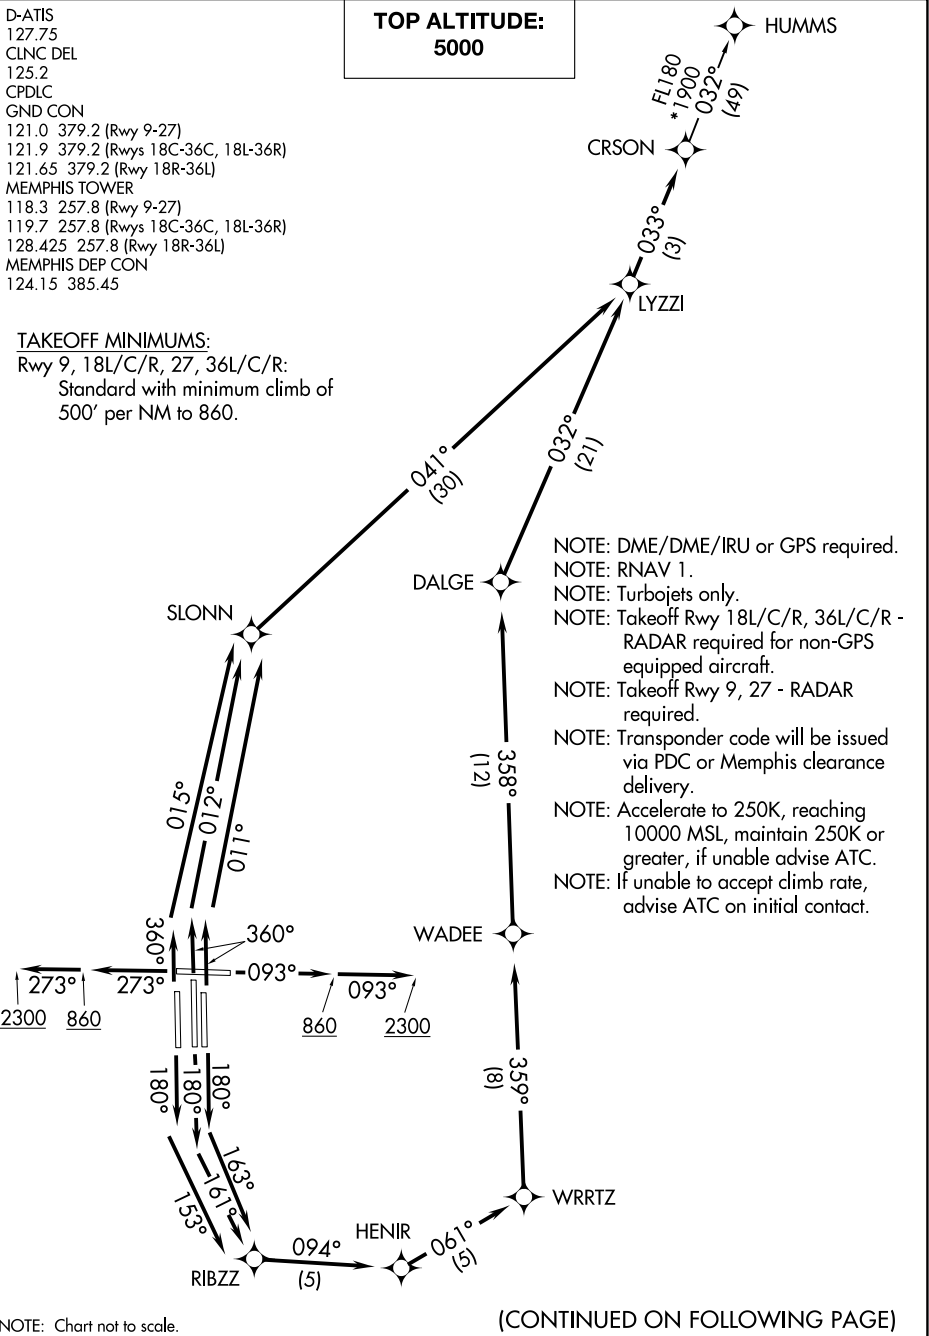 D-ATIS
127.75
CLNC DEL
125.2
CPDLC
GND CON
121.0 379.2 (Rwy 9-27)
121.9 379.2 (Rwys 18C-36C, 18L-36R)
121.65 379.2 (Rwy 18R-36L)
MEMPHIS TOWER
118.3 257.8 (Rwy 9-27)
119.7 257.8 (Rwys 18C-36C, 18L-36R)
128.425 257.8 (Rwy 18R-36L)
MEMPHIS DEP CON
124.15 385.45
TOP ALTITUDE:
5000
HUMMS
FL180
*1900
032°
(49)
CRSON
033°
(3)
LYZZI
TAKEOFF MINIMUMS:
Rwy 9, 18L/C/R, 27, 36L/C/R:
Standard with minimum climb of
500' per NM to 860.
041°
(30)
032°
(21)
DALGE
SLONN
NOTE: DME/DME/IRU or GPS required.
NOTE: RNAV 1.
NOTE: Turbojets only.
NOTE: Takeoff Rwy 18L/C/R, 36L/C/R -
RADAR required for non-GPS
equipped aircraft.
NOTE: Takeoff Rwy 9, 27 - RADAR
required.
NOTE: Transponder code will be issued
via PDC or Memphis clearance
delivery.
NOTE: Accelerate to 250K, reaching
10000 MSL, maintain 250K or
greater, if unable advise ATC.
NOTE: If unable to accept climb rate,
advise ATC on initial contact.
358°
(12)
015°
012°
011°
WADEE
360°
360°
273°
273°
093°
093°
2300
860
860
2300
359°
(8)
180°
180°
180°
153°
161°
163°
WRRTZ
HENIR
061°
(5)
094°
(5)
RIBZZ
NOTE: Chart not to scale.
(CONTINUED ON FOLLOWING PAGE)